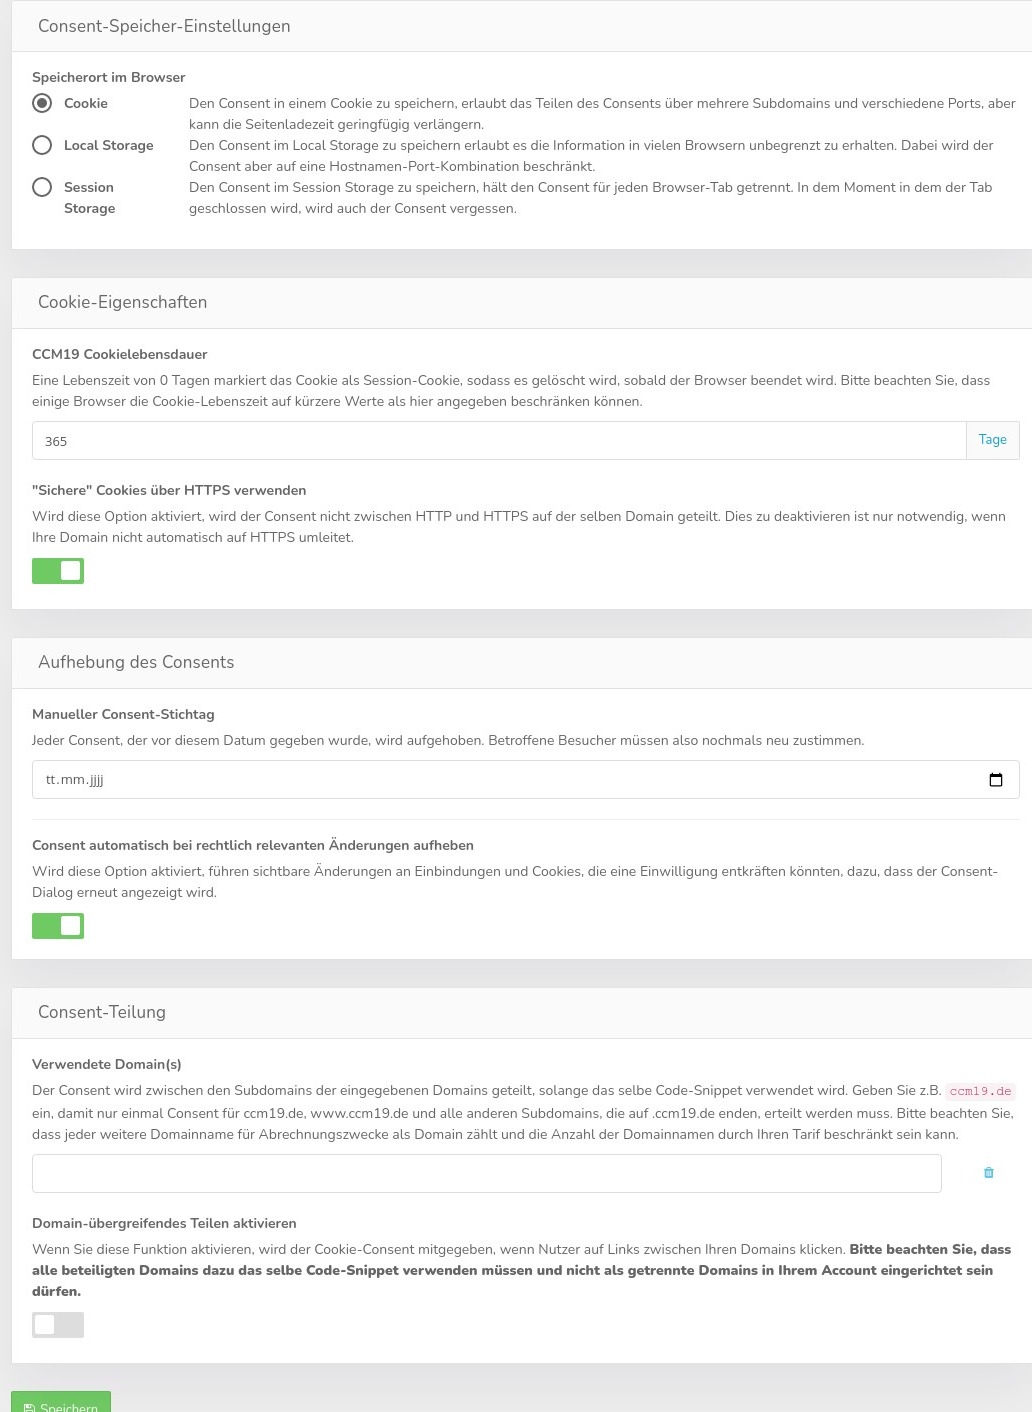 Consent-Speicher-Einstellungen
Speicherort im Browser
Cookie
Den Consent in einem Cookie zu speichern, erlaubt das Teilen des Consents über mehrere Subdomains und verschiedene Ports, aber
kann die Seitenladezeit geringfügig verlängern.
Local Storage
Den Consent im Local Storage zu speichern erlaubt es die Information in vielen Browsern unbegrenzt zu erhalten. Dabei wird der
Consent aber auf eine Hostnamen-Port-Kombination beschränkt.
Session
Storage
Den Consent im Session Storage zu speichern, hält den Consent für jeden Browser-Tab getrennt. In dem Moment in dem der Tab
geschlossen wird, wird auch der Consent vergessen.
Cookie-Eigenschaften
CCM19 Cookielebensdauer
Eine Lebenszeit von 0 Tagen markiert das Cookie als Session-Cookie, sodass es gelöscht wird, sobald der Browser beendet wird. Bitte beachten Sie, dass
einige Browser die Cookie-Lebenszeit auf kürzere Werte als hier angegeben beschränken können.
365
Tage
"Sichere" Cookies über HTTPS verwenden
Wird diese Option aktiviert, wird der Consent nicht zwischen HTTP und HTTPS auf der selben Domain geteilt. Dies zu deaktivieren ist nur notwendig, wenn
Ihre Domain nicht automatisch auf HTTPS umleitet.
Aufhebung des Consents
Manueller Consent-Stichtag
Jeder Consent, der vor diesem Datum gegeben wurde, wird aufgehoben. Betroffene Besucher müssen also nochmals neu zustimmen.
tt.mm.jjjj
Consent automatisch bei rechtlich relevanten Änderungen aufheben
Wird diese Option aktiviert, führen sichtbare Änderungen an Einbindungen und Cookies, die eine Einwilligung entkräften könnten, dazu, dass der Consent-
Dialog erneut angezeigt wird.
Consent-Teilung
Verwendete Domain(s)
Der Consent wird zwischen den Subdomains der eingegebenen Domains geteilt, solange das selbe Code-Snippet verwendet wird. Geben Sie z.B. ccm19.de
ein, damit nur einmal Consent für ccm19.de, www.ccm19.de und alle anderen Subdomains, die auf .ccm19.de enden, erteilt werden muss. Bitte beachten Sie,
dass jeder weitere Domainname für Abrechnungszwecke als Domain zählt und die Anzahl der Domainnamen durch Ihren Tarif beschränkt sein kann.
Domain-übergreifendes Teilen aktivieren
Wenn Sie diese Funktion aktivieren, wird der Cookie-Consent mitgegeben, wenn Nutzer auf Links zwischen Ihren Domains klicken. Bitte beachten Sie, dass
alle beteiligten Domains dazu das selbe Code-Snippet verwenden müssen und nicht als getrennte Domains in Ihrem Account eingerichtet sein
dürfen.
Speichern